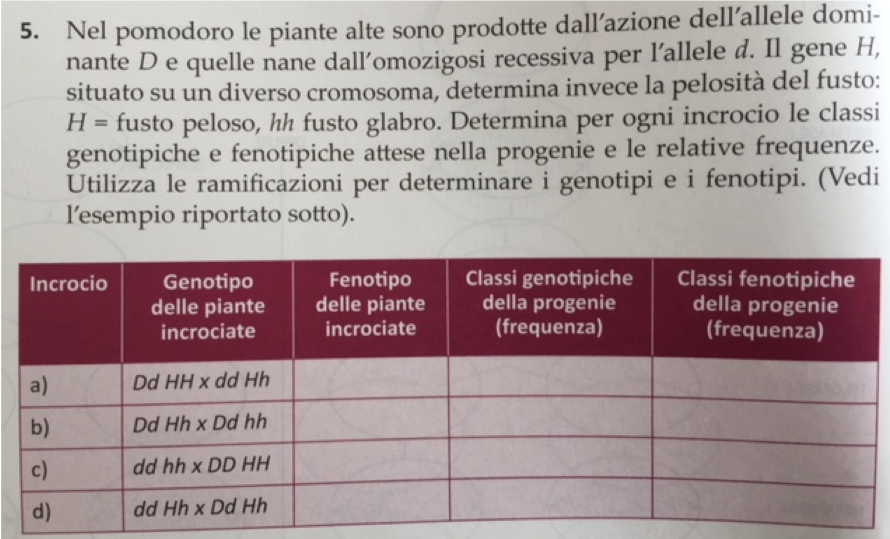 5. Nel pomodoro le piante alte sono prodotte dall'azione dell'allele domi-
nante D e quelle nane dall'omozigosi recessiva per l'allele d. Il gene H,
situato su un diverso cromosoma, determina invece la pelosità del fusto:
H = fusto peloso, hh fusto glabro. Determina per ogni incrocio le classi
genotipiche e fenotipiche attese nella progenie e le relative frequenze.
Utilizza le ramificazioni per determinare i genotipi e i fenotipi. (Vedi
l'esempio riportato sotto).
Incrocio
Genotipo
delle piante
incrociate
Fenotipo
delle piante
incrociate
Classi genotipiche
della progenie
(frequenza)
Classi fenotipiche
della progenie
(frequenza)
a) Dd HH x dd Hh
b) Dd Hh x Dd hh
c) dd hh x DD HH
d) dd Hh x Dd Hh